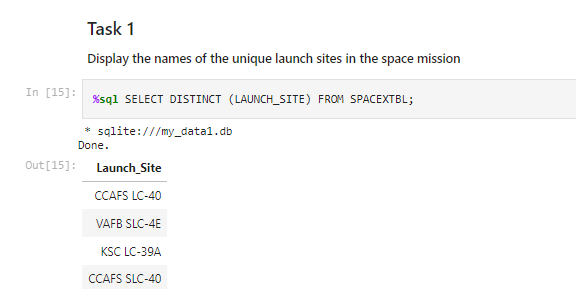 Task 1
Display the names of the unique launch sites in the space mission
In [15]: %sql SELECT DISTINCT (LAUNCH_SITE) FROM SPACEXTBL;
* sqlite:///my_data1.db
Done.
Out[15]: Launch_Site
CCAFS LC-40
VAFB SLC-4E
KSC LC-39A
CCAFS SLC-40